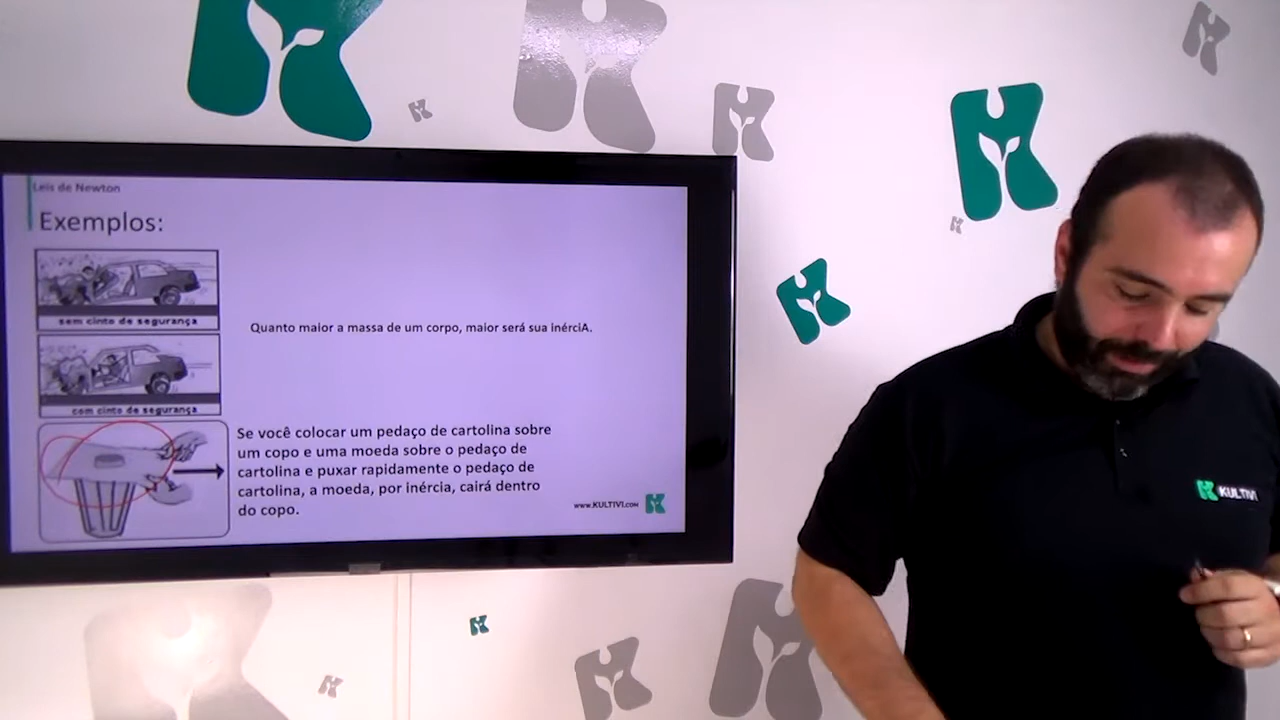 Leis de Newton
Exemplos:
sem cinto de segurança
Quanto maior a massa de um corpo, maior será sua inérciA.
com cinto de segurança
Se você colocar um pedaço de cartolina sobre
um copo e uma moeda sobre o pedaço de
cartolina e puxar rapidamente o pedaço de
cartolina, a moeda, por inércia, cairá dentro
do copo.
www.KULTIVI.COM
KULTIVI